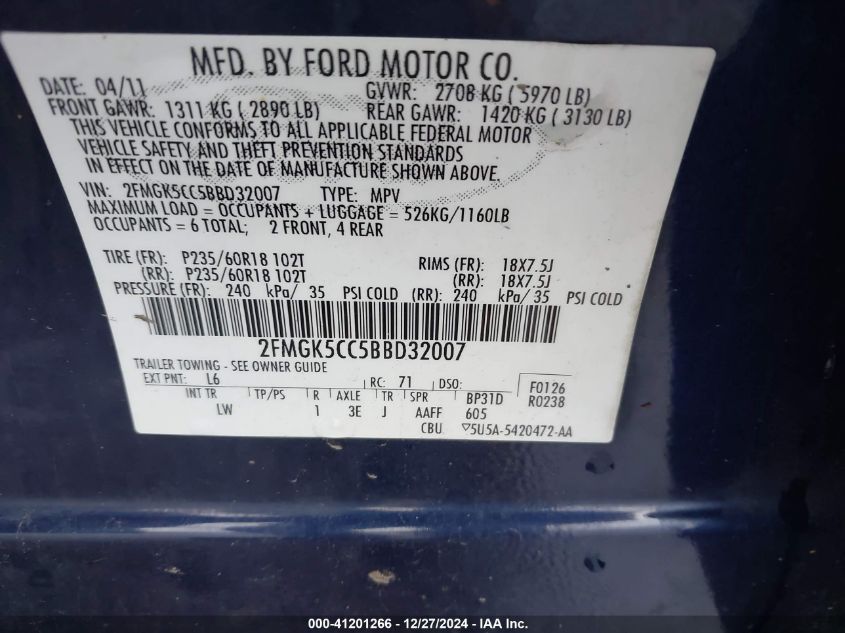 MFD. BY FORD MOTOR CO.
DATE: 04/11 GVWR: 2708 KG ( 5970 LB)
FRONT GAWR: 1311 KG ( 2890 LB) REAR GAWR: 1420 KG ( 3130 LB)
THIS VEHICLE CONFORMS TO ALL APPLICABLE FEDERAL MOTOR
VEHICLE SAFETY AND THEFT PREVENTION STANDARDS
IN EFFECT ON THE DATE OF MANUFACTURE SHOWN ABOVE.
VIN: 2FMGK5CC5BBD32007 TYPE: MPV
MAXIMUM LOAD = OCCUPANTS + LUGGAGE = 526KG/1160LB
OCCUPANTS = 6 TOTAL; 2 FRONT, 4 REAR
TIRE (FR): P235/60R18 102T RIMS (FR): 18X7.5J
(RR): P235/60R18 102T (RR): 18X7.5J
PRESSURE (FR): 240 kPa/ 35 PSI COLD (RR): 240 kPa/ 35 PSI COLD
2FMGK5CC5BBD32007
TRAILER TOWING - SEE OWNER GUIDE
EXT PNT: L6 RC: 71 DSO: F0126
INT TR TP/PS R AXLE TR SPR BP31D R0238
LW 1 3E J AAFF 605
CBU ▽5U5A-5420472-AA
000-41201266 - 12/27/2024 - IAA Inc.